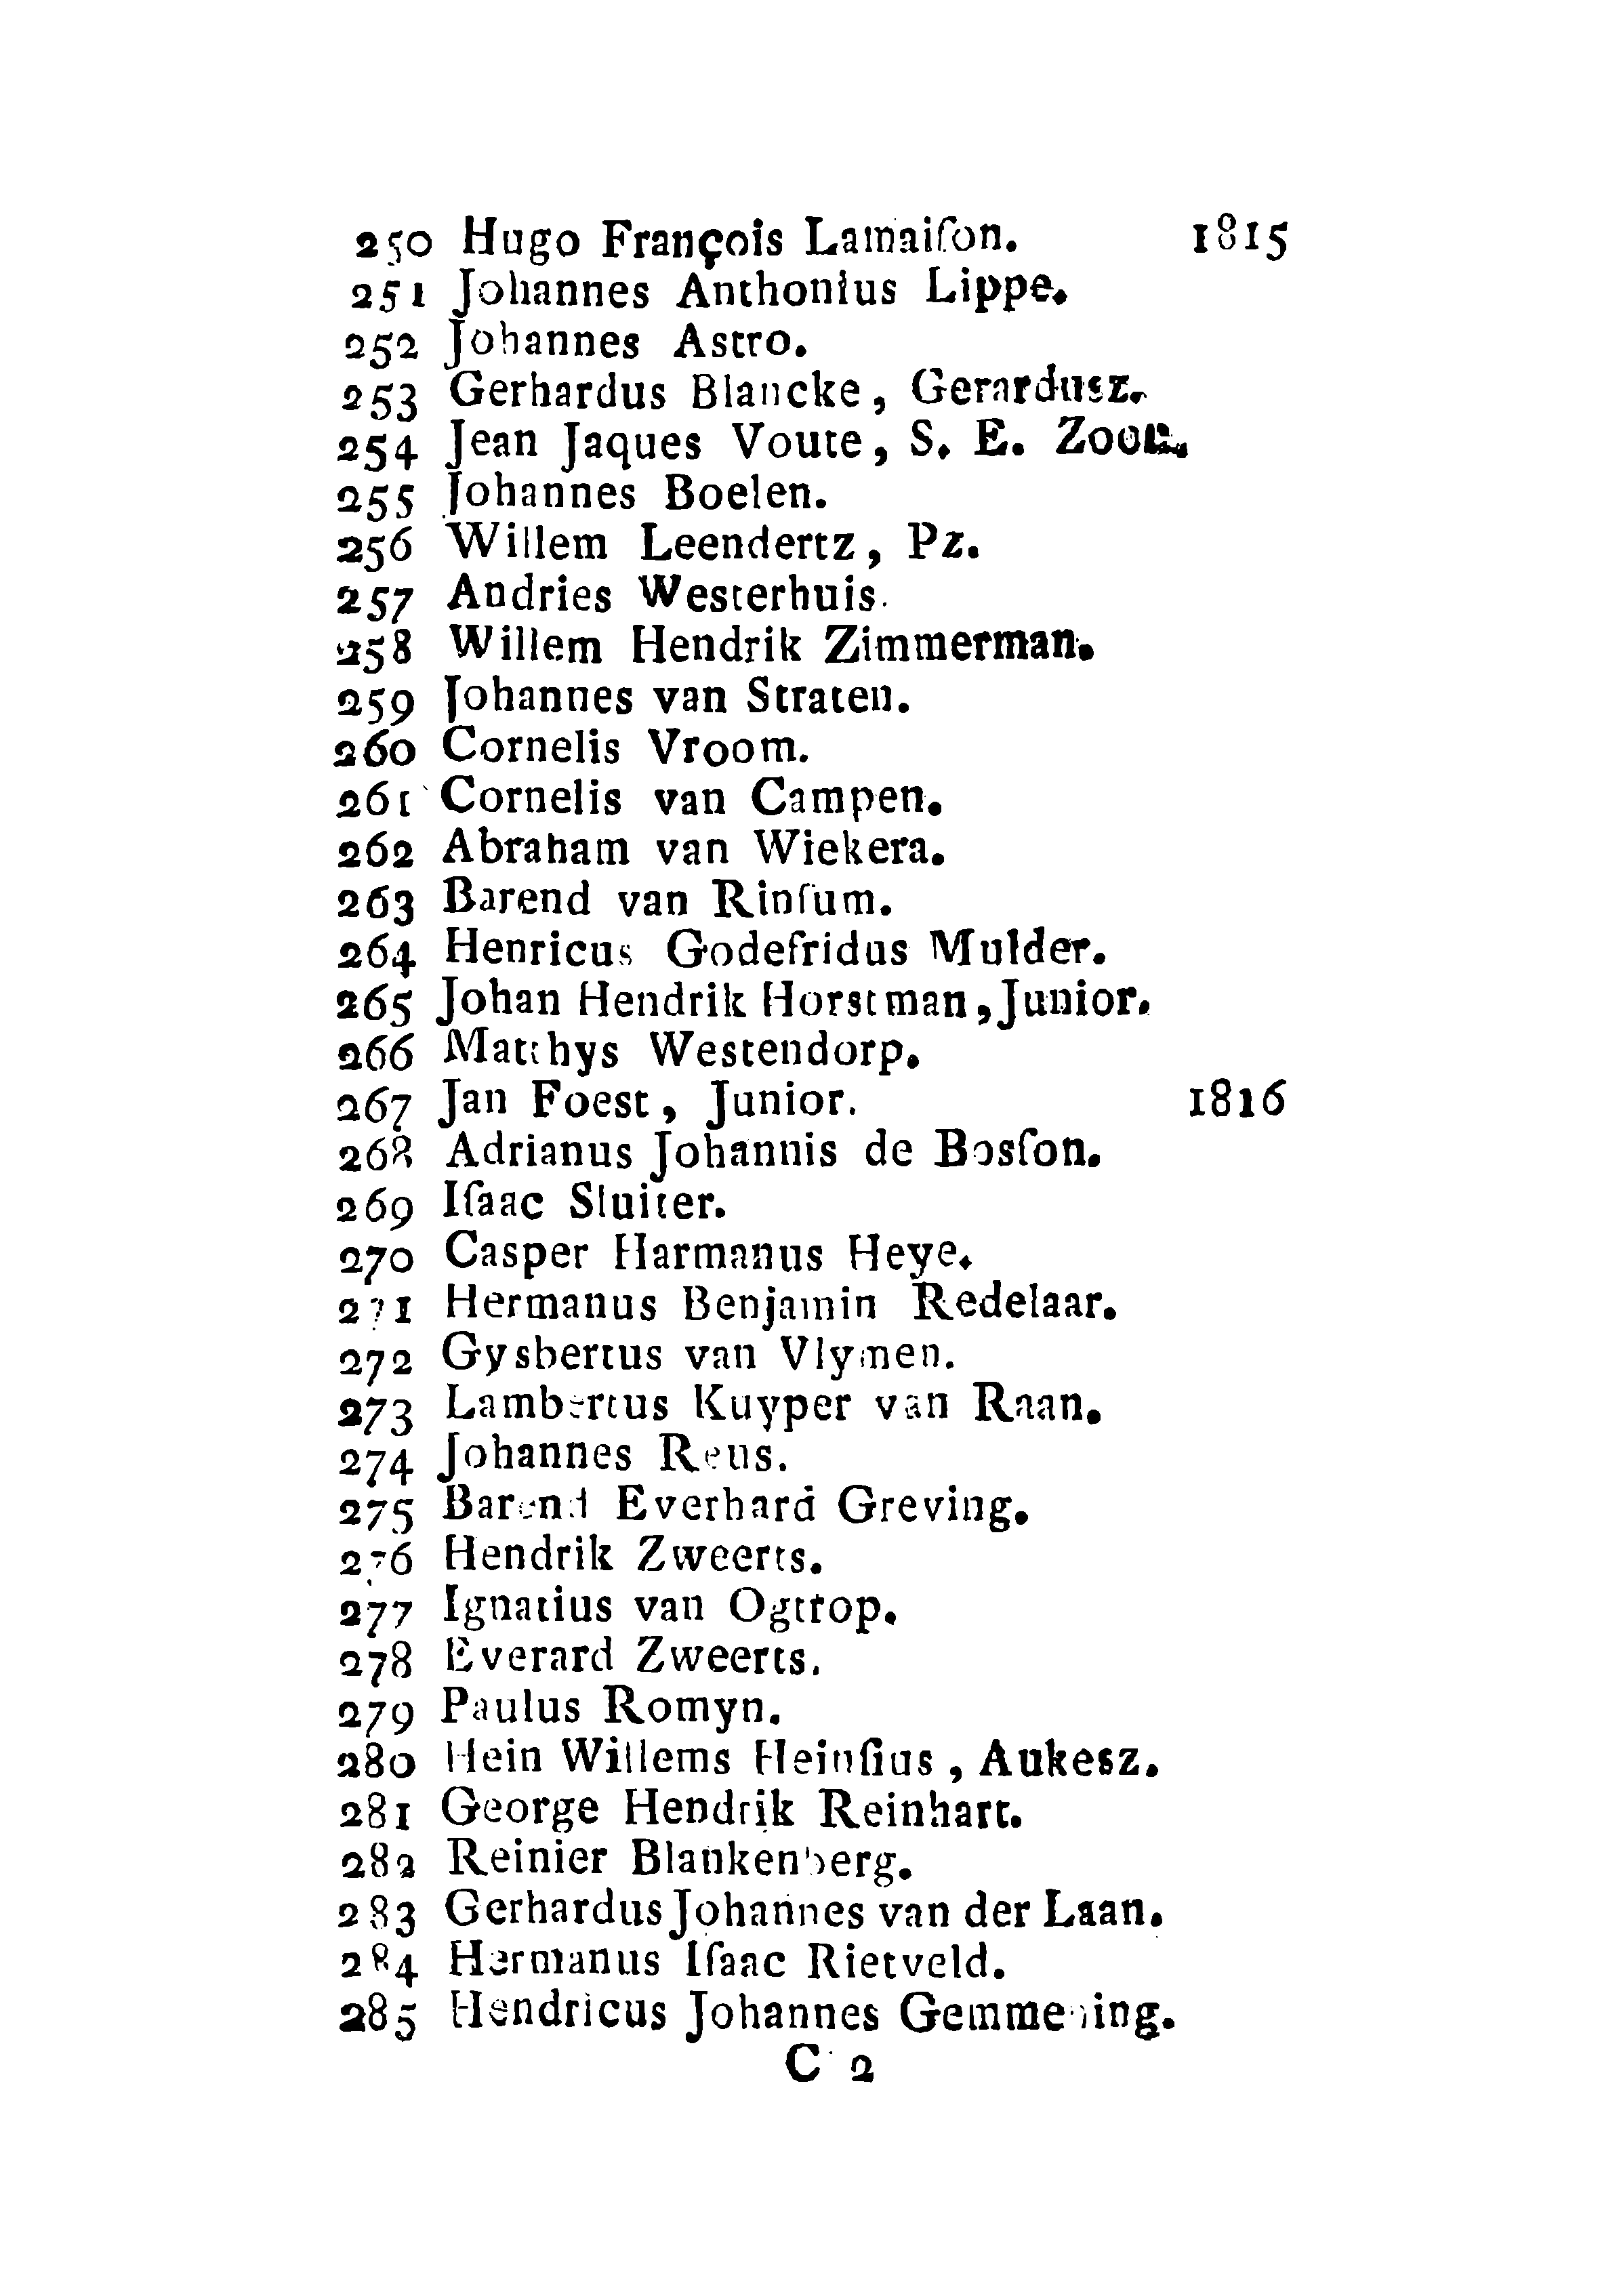 250 Hugo François Lamaiſon. 1815
251 Johannes Anthonius Lippe.
252 Johannes Astro.
253 Gerhardus Blancke, Gerardusz.
254 Jean Jaques Voute, S. E. Zoon.
255 Johannes Boelen.
256 Willem Leendertz, Pz.
257 Andries Westerhuis.
258 Willem Hendrik Zimmerman.
259 Johannes van Straten.
260 Cornelis Vroom.
261 Cornelis van Campen.
262 Abraham van Wiekera.
263 Barend van Rinſum.
264 Henricus Godefridus Mulder.
265 Johan Hendrik Horstman, Junior.
266 Matthys Westendorp.
267 Jan Foest, Junior. 1816
268 Adrianus Johannis de Bosſon.
269 Iſaac Sluiter.
270 Casper Harmanus Heye.
271 Hermanus Benjamin Redelaar.
272 Gysbertus van Vlymen.
273 Lambertus Kuyper van Raan.
274 Johannes Reus.
275 Barend Everhard Greving.
276 Hendrik Zweerts.
277 Ignatius van Ogtrop.
278 Everard Zweerts.
279 Paulus Romyn.
280 Hein Willems Heinſius, Aukesz.
281 George Hendrik Reinhart.
282 Reinier Blankenberg.
283 Gerhardus Johannes van der Laan.
284 Hermanus Iſaac Rietveld.
285 Hendricus Johannes Gemmening.
C 2